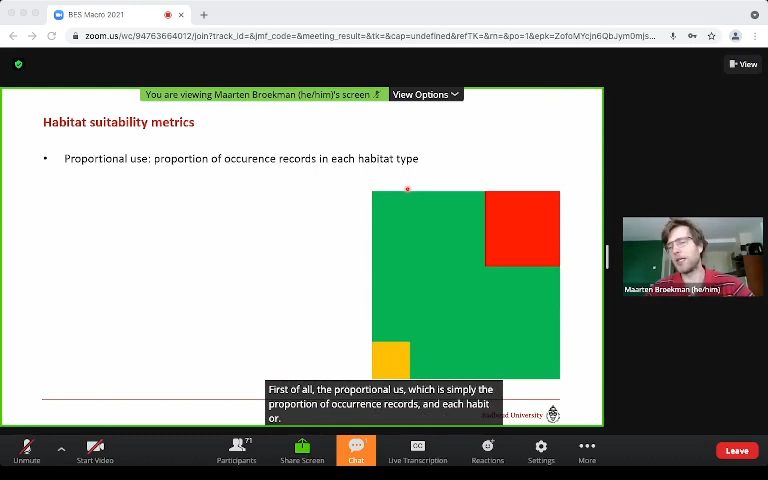 BES Macro 2021
zoom.us/wc/94763664012/join?track_id=&jmf_code=&meeting_result=&tk=&cap=undefined&refTK=&rn=&po=1&epk=ZofoMYcjn6QbJym0mjs...
You are viewing Maarten Broekman (he/him)'s screen
View Options
View
Habitat suitability metrics
• Proportional use: proportion of occurence records in each habitat type
Maarten Broekman (he/him)
First of all, the proportional us, which is simply the
proportion of occurrence records, and each habit
or.
University
71
1
CC
Unmute
Start Video
Participants
Share Screen
Chat
Live Transcription
Reactions
Settings
More
Leave